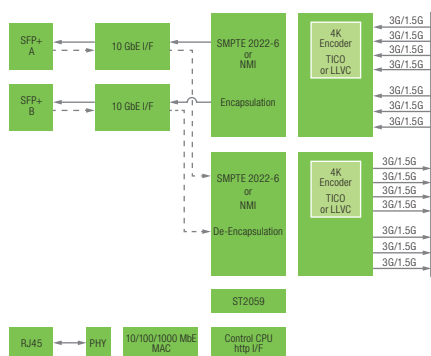 SFP+
A
10 GbE I/F
SMPTE 2022-6
or
NMI
Encapsulation
4K
Encoder
TICO
or LLVC
3G/1.5G
3G/1.5G
3G/1.5G
3G/1.5G
3G/1.5G
3G/1.5G
3G/1.5G
SFP+
B
10 GbE I/F
SMPTE 2022-6
or
NMI
De-Encapsulation
4K
Encoder
TICO
or LLVC
3G/1.5G
3G/1.5G
3G/1.5G
3G/1.5G
3G/1.5G
3G/1.5G
3G/1.5G
ST2059
RJ45
PHY
10/100/1000 MbE
MAC
Control CPU
http I/F